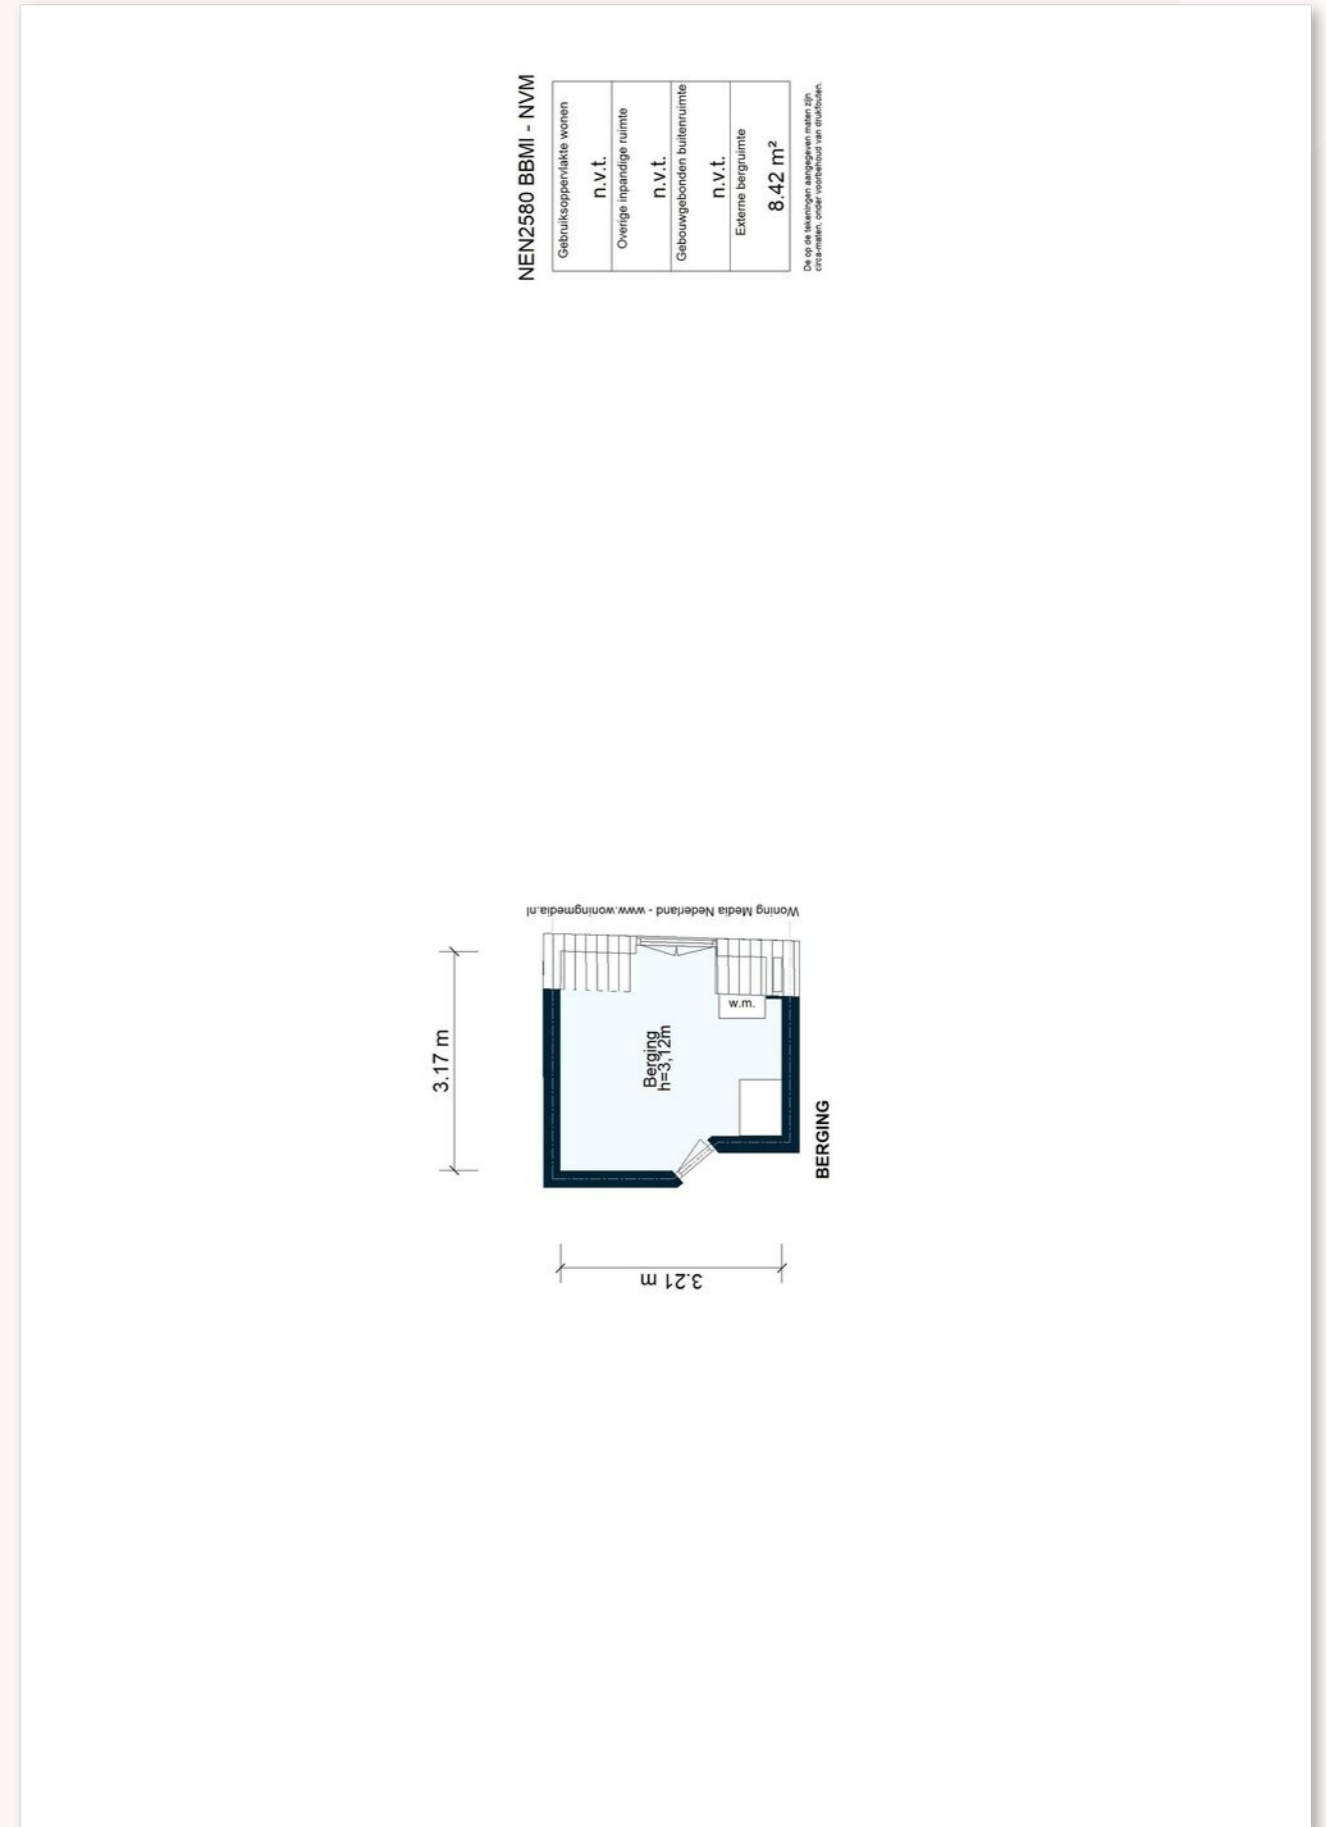 NEN2580 BBMI - NVM
Gebruiksoppervlakte wonen
n.v.t.
Overige inpandige ruimte
n.v.t.
Gebouwgebonden buitenruimte
n.v.t.
Externe bergruimte
8.42 m²
De op de tekeningen aangegeven maten zijn
circa-maten, onder voorbehoud van drukfouten.
Woning Media Nederland - www.woningmedia.nl
3.17 m
w.m.
Berging
h=3,12m
BERGING
3.21 m